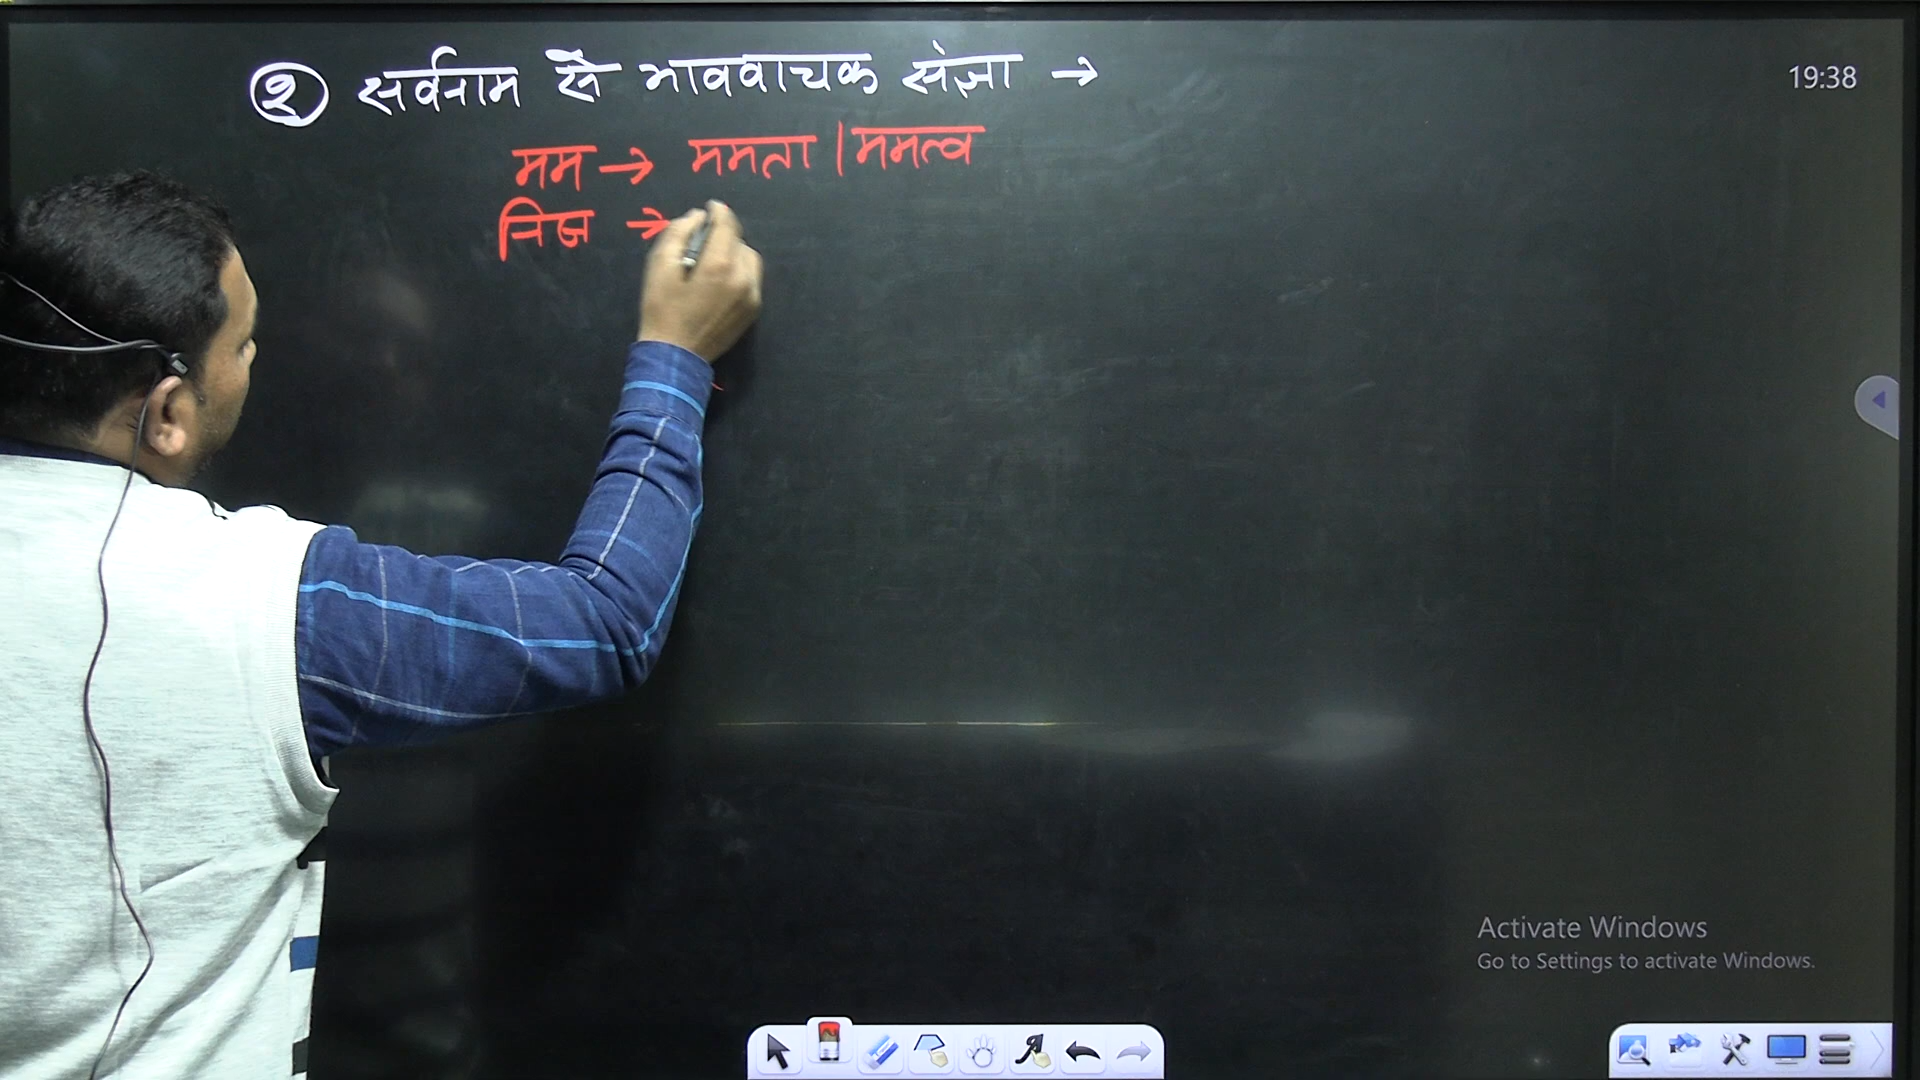 २ सर्वनाम से भाववाचक संज्ञा →
19:38
मम → ममता | ममत्व
निज →
Activate Windows
Go to Settings to activate Windows.